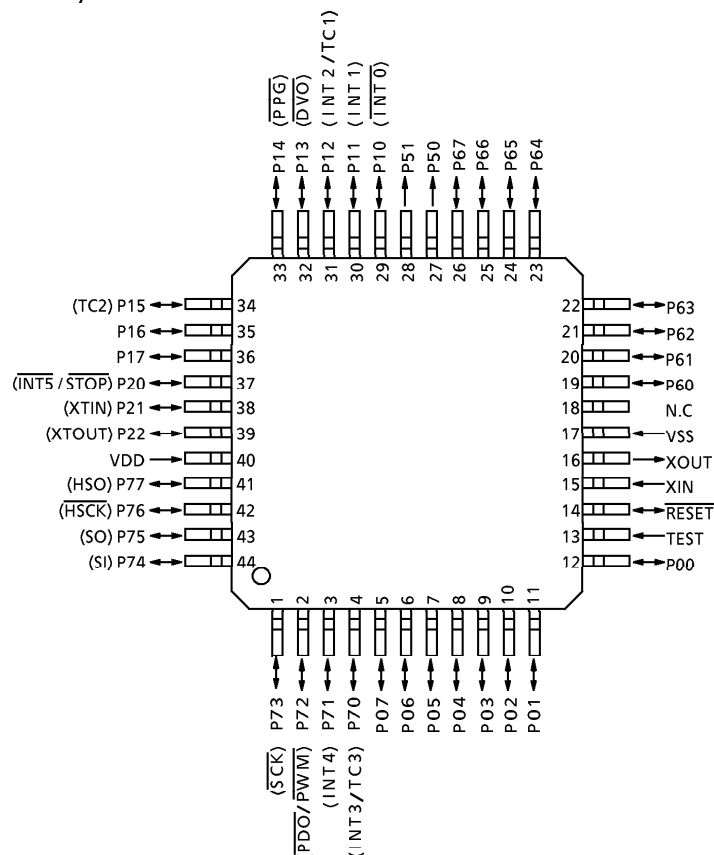 P14 (PPG)
P13 (DVO)
P12 (INT2/TC1)
P11 (INT1)
P10 (INT0)
P51
P50
P67
P66
P65
P64
33
32
31
30
29
28
27
26
25
24
23
(TC2) P15 34
P16 35
P17 36
(INT5 / STOP) P20 37
(XTIN) P21 38
(XTOUT) P22 39
VDD 40
(HSO) P77 41
(HSCK) P76 42
(SO) P75 43
(SI) P74 44
22 P63
21 P62
20 P61
19 P60
18 N.C
17 VSS
16 XOUT
15 XIN
14 RESET
13 TEST
12 P00
1
2
3
4
5
6
7
8
9
10
11
(SCK) P73
PDO/PWM) P72
(INT4) P71
(INT3/TC3) P70
P07
P06
P05
P04
P03
P02
P01